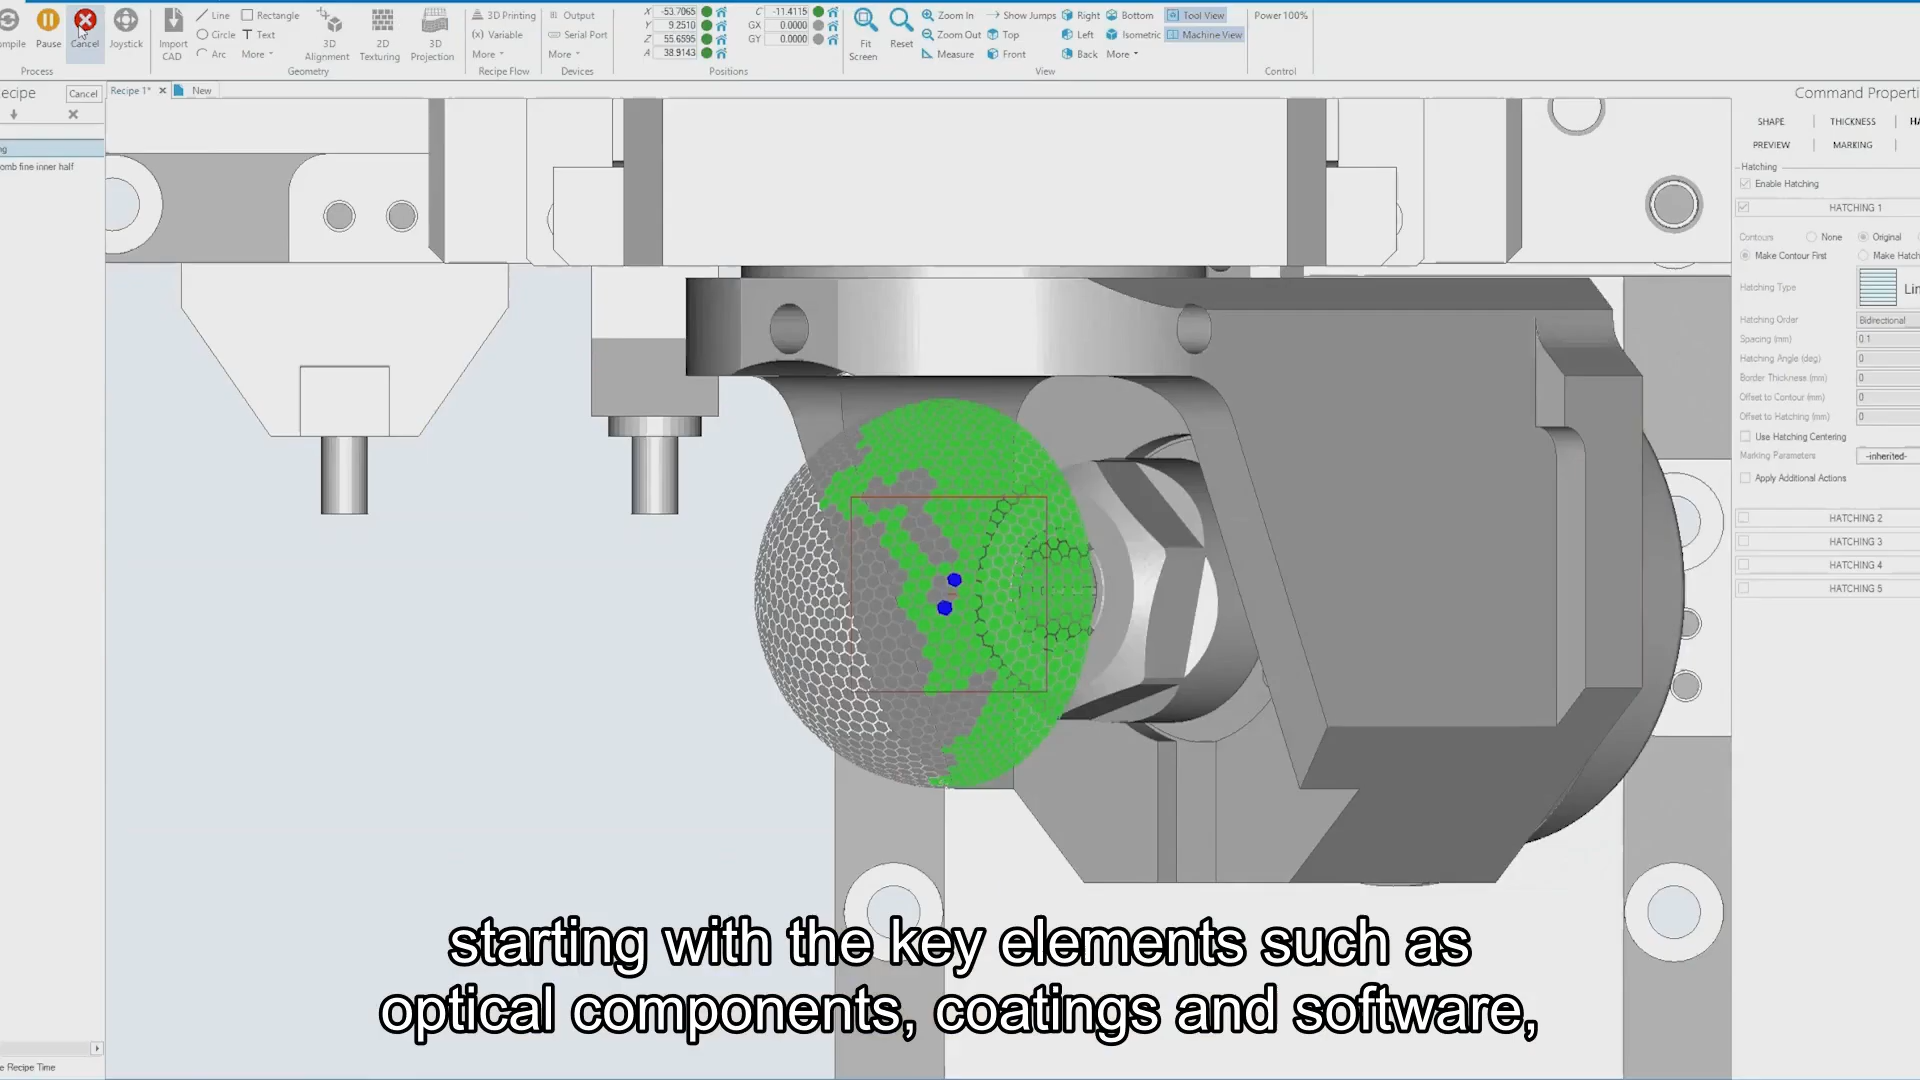 Line
Rectangle
Circle
Text
Arc
More
ompile
Pause
Cancel
Joystick
Import CAD
3D Alignment
2D Texturing
3D Projection
3D Printing
(x) Variable
More
Output
Serial Port
More
X -53.7065
Y 9.2510
Z 55.6595
A 38.9143
C -11.4115
GX 0.0000
GY 0.0000
Fit Screen
Reset
Zoom In
Zoom Out
Measure
Show Jumps
Top
Front
Right
Left
Back
Bottom
Isometric
More
Tool View
Machine View
Power 100%
Process
Geometry
Recipe Flow
Devices
Positions
View
Control
ecipe
Cancel
Recipe 1*
New
ng
omb fine inner half
e Recipe Time
Command Properti
SHAPE
THICKNESS
HA
PREVIEW
MARKING
Hatching
Enable Hatching
HATCHING 1
Contours
None
Original
Make Contour First
Make Hatch
Hatching Type
Lin
Hatching Order
Bidirectional
Spacing (mm)
0.1
Hatching Angle (deg)
0
Border Thickness (mm)
0
Offset to Contour (mm)
0
Offset to Hatching (mm)
0
Use Hatching Centering
Marking Parameters
-inherited-
Apply Additional Actions
HATCHING 2
HATCHING 3
HATCHING 4
HATCHING 5
starting with the key elements such as
optical components, coatings and software,